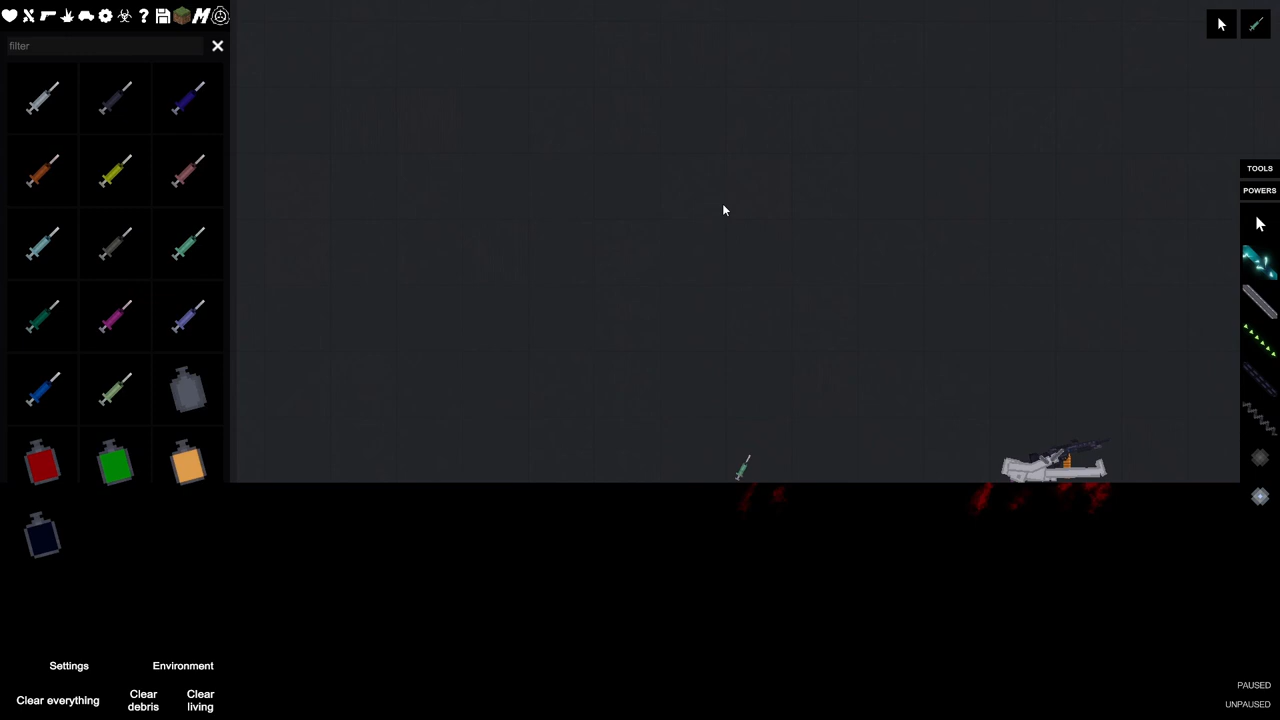 filter
TOOLS
POWERS
Settings
Environment
Clear everything
Clear
debris
Clear
living
PAUSED
UNPAUSED